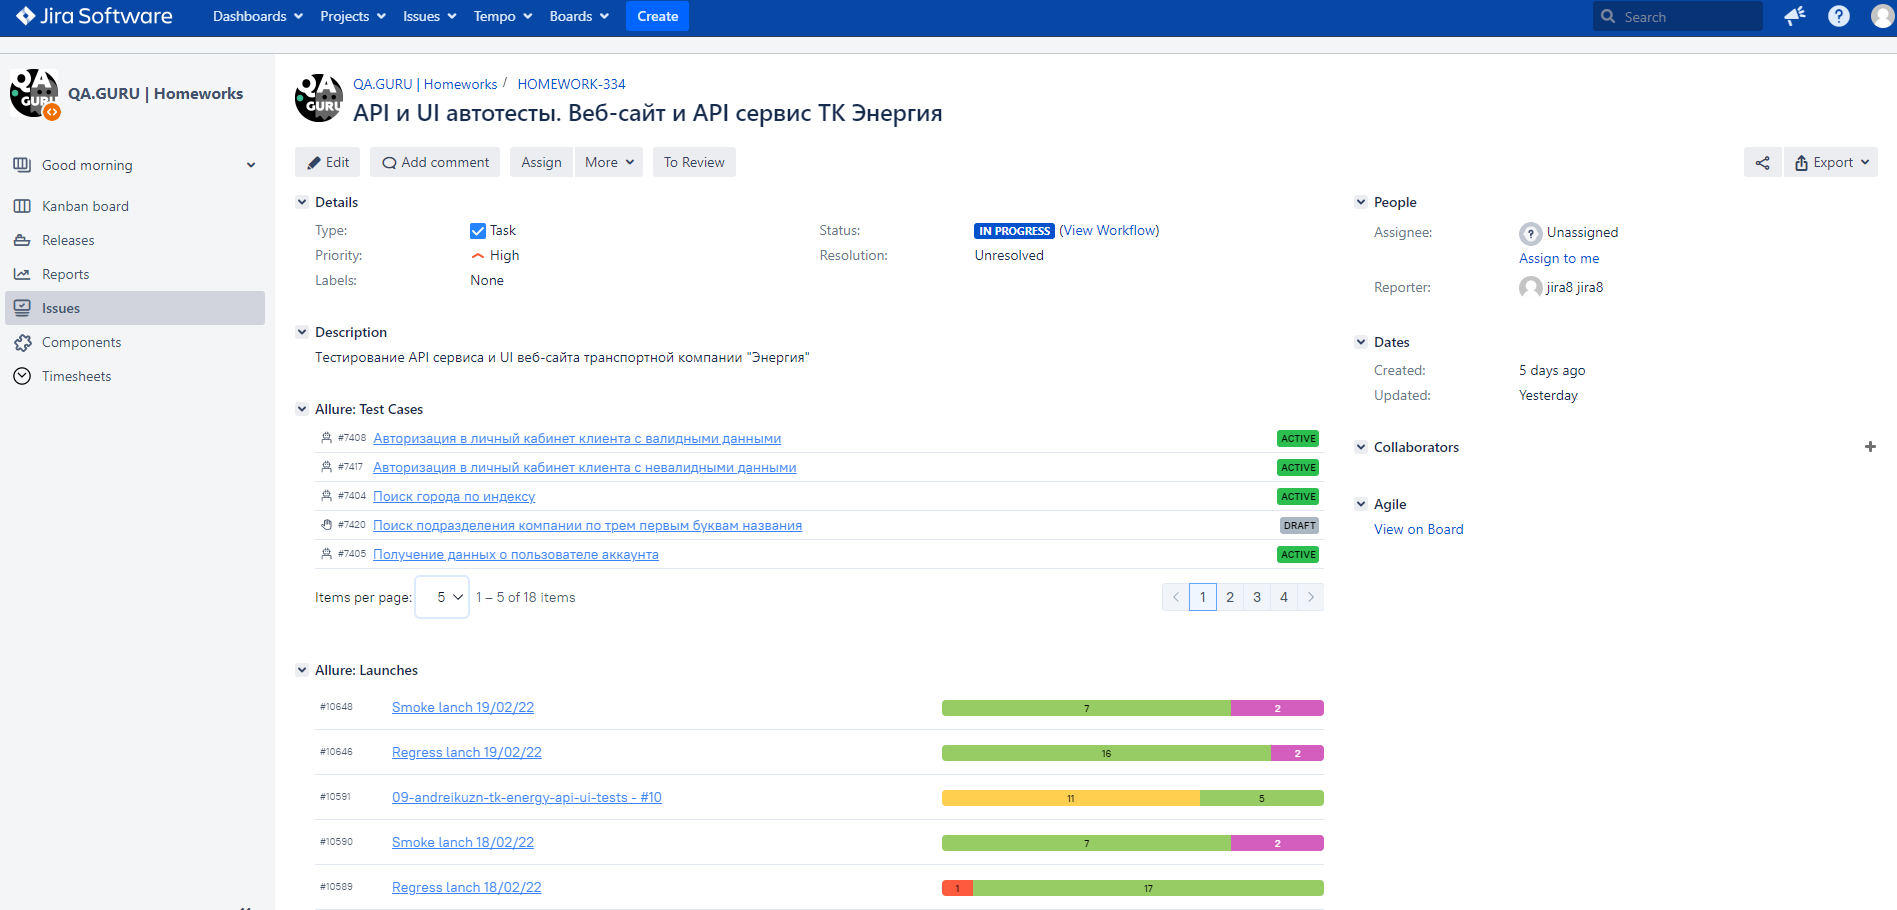 Jira Software Dashboards Projects Issues Tempo Boards Create Search
QA GURU
QA.GURU | Homeworks
Good morning
Kanban board
Releases
Reports
Issues
Components
Timesheets
QA GURU
QA.GURU | Homeworks / HOMEWORK-334
API и UI автотесты. Веб-сайт и API сервис ТК Энергия
Edit Add comment Assign More To Review Export
Details
Type: Task Status: IN PROGRESS (View Workflow)
Priority: High Resolution: Unresolved
Labels: None
Description
Тестирование API сервиса и UI веб-сайта транспортной компании "Энергия"
Allure: Test Cases
#7408 Авторизация в личный кабинет клиента с валидными данными ACTIVE
#7417 Авторизация в личный кабинет клиента с невалидными данными ACTIVE
#7404 Поиск города по индексу ACTIVE
#7420 Поиск подразделения компании по трем первым буквам названия DRAFT
#7405 Получение данных о пользователе аккаунта ACTIVE
Items per page: 5 1 – 5 of 18 items 1 2 3 4
Allure: Launches
#10648 Smoke lanch 19/02/22 7 2
#10646 Regress lanch 19/02/22 16 2
#10591 09-andreikuzn-tk-energy-api-ui-tests - #10 11 5
#10590 Smoke lanch 18/02/22 7 2
#10589 Regress lanch 18/02/22 1 17
People
Assignee: Unassigned
Assign to me
Reporter: jira8 jira8
Dates
Created: 5 days ago
Updated: Yesterday
Collaborators
Agile
View on Board